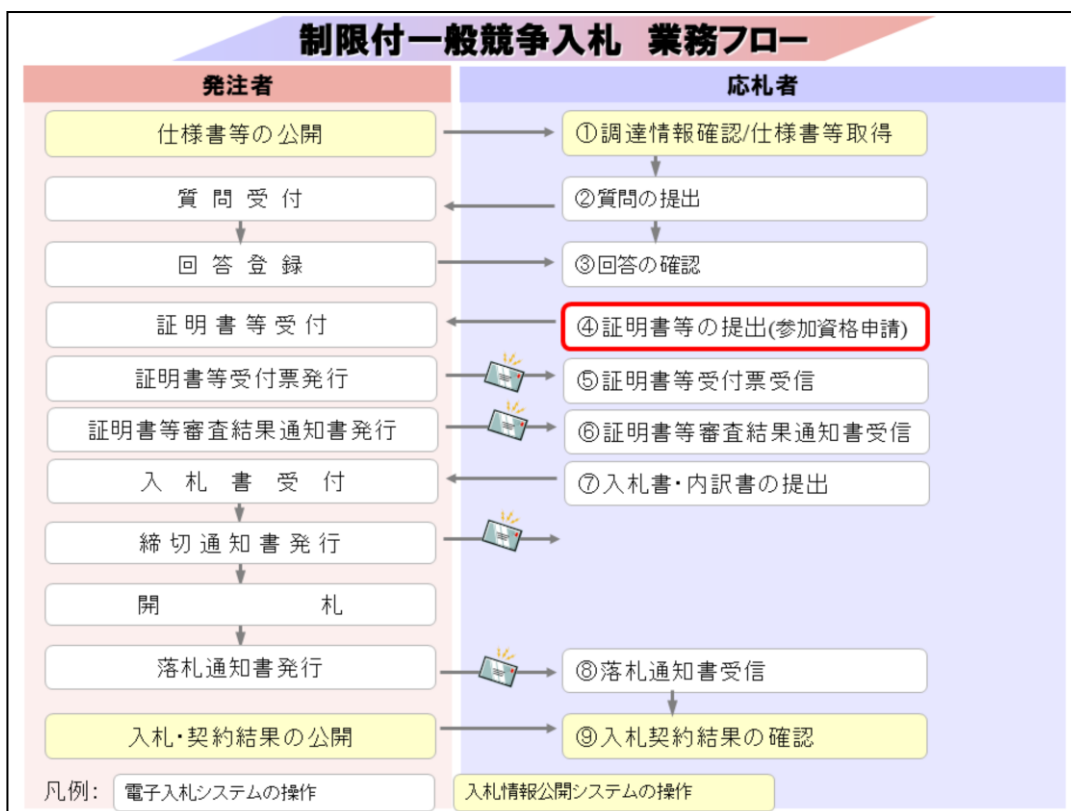 制限付一般競争入札 業務フロー
発注者
応札者
仕様書等の公開
①調達情報確認/仕様書等取得
質問受付
②質問の提出
回答登録
③回答の確認
証明書等受付
④証明書等の提出(参加資格申請)
証明書等受付票発行
⑤証明書等受付票受信
証明書等審査結果通知書発行
⑥証明書等審査結果通知書受信
入札書受付
⑦入札書・内訳書の提出
締切通知書発行
開札
落札通知書発行
⑧落札通知書受信
入札・契約結果の公開
⑨入札契約結果の確認
凡例: 電子入札システムの操作 入札情報公開システムの操作